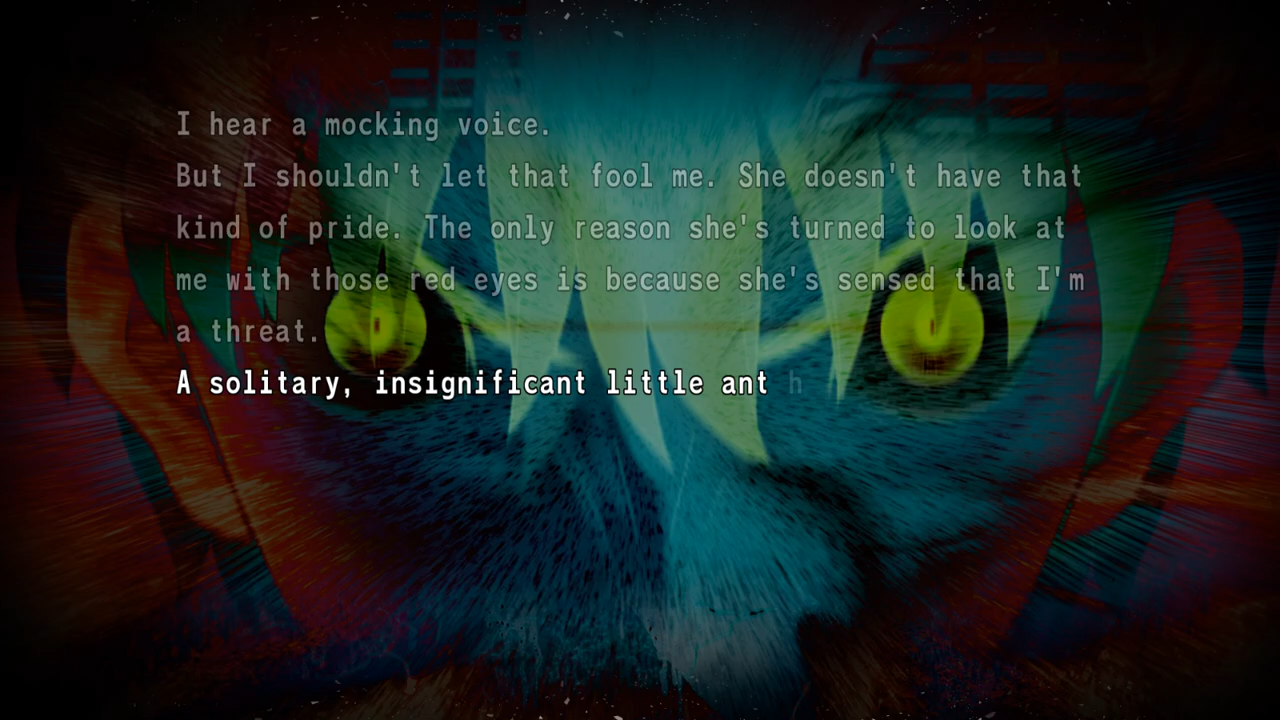 I hear a mocking voice.
But I shouldn't let that fool me. She doesn't have that
kind of pride. The only reason she's turned to look at
me with those red eyes is because she's sensed that I'm
a threat.
A solitary, insignificant little ant h